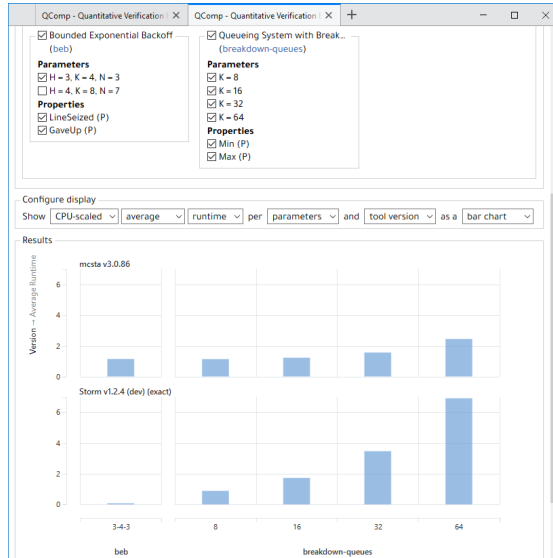 QComp - Quantitative Verification
QComp - Quantitative Verification
Bounded Exponential Backoff
(beb)
Parameters
H = 3, K = 4, N = 3
H = 4, K = 8, N = 7
Properties
LineSeized (P)
GaveUp (P)
Queueing System with Break...
(breakdown-queues)
Parameters
K = 8
K = 16
K = 32
K = 64
Properties
Min (P)
Max (P)
Configure display
Show CPU-scaled average runtime per parameters and tool version as a bar chart
Results
Version → Average Runtime
mcsta v3.0.86
6
4
2
0
Storm v1.2.4 (dev) (exact)
6
4
2
0
3-4-3 8 16 32 64
beb breakdown-queues